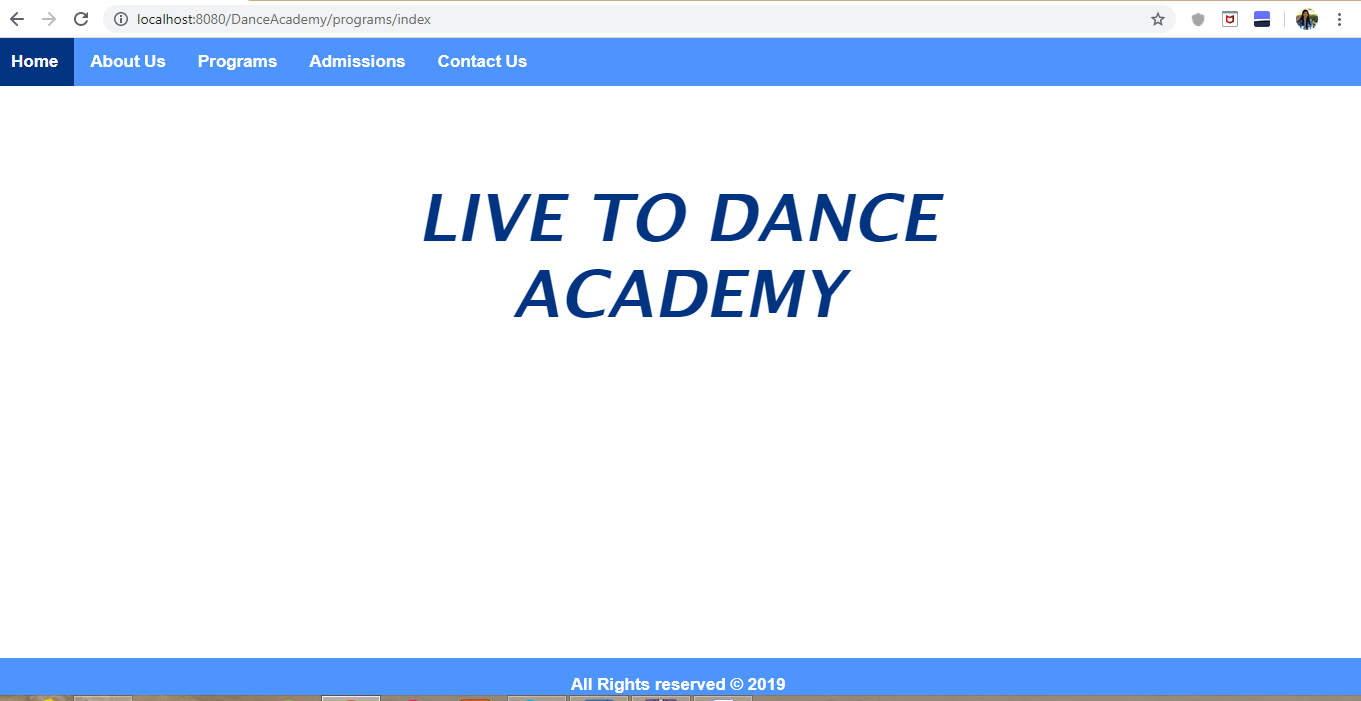 localhost:8080/DanceAcademy/programs/index
Home About Us Programs Admissions Contact Us
LIVE TO DANCE
ACADEMY
All Rights reserved © 2019